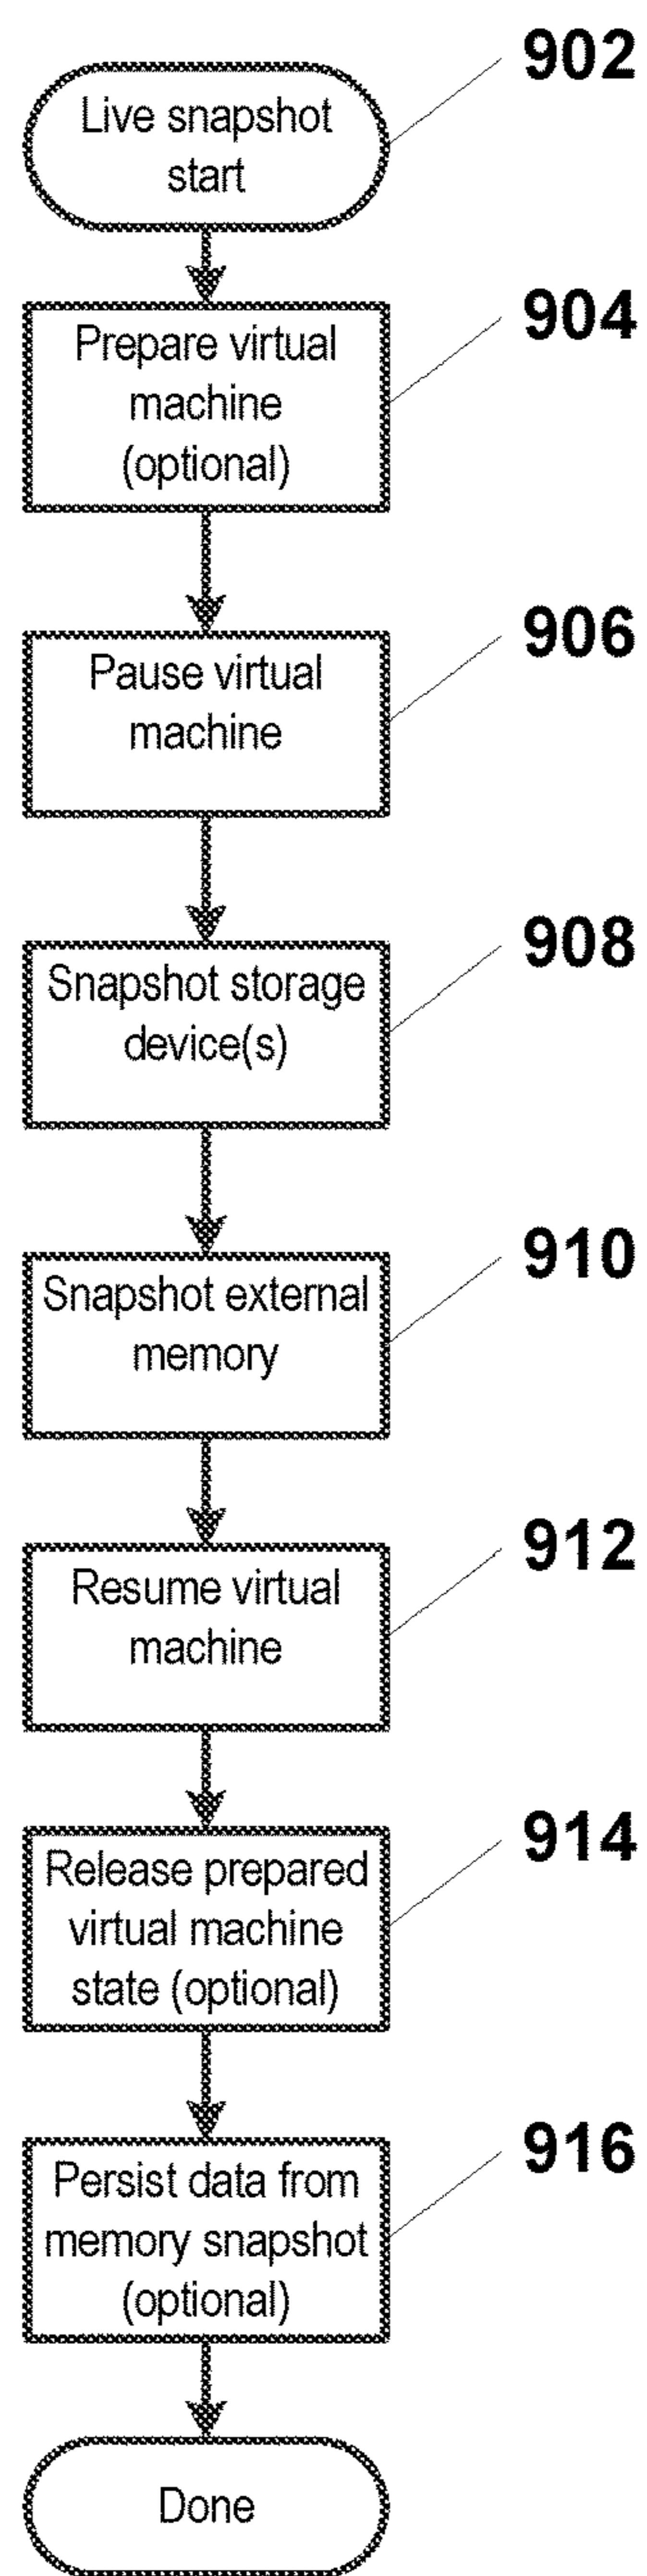 902
Live snapshot
start
904
Prepare virtual
machine
(optional)
906
Pause virtual
machine
908
Snapshot storage
device(s)
910
Snapshot external
memory
912
Resume virtual
machine
914
Release prepared
virtual machine
state (optional)
916
Persist data from
memory snapshot
(optional)
Done